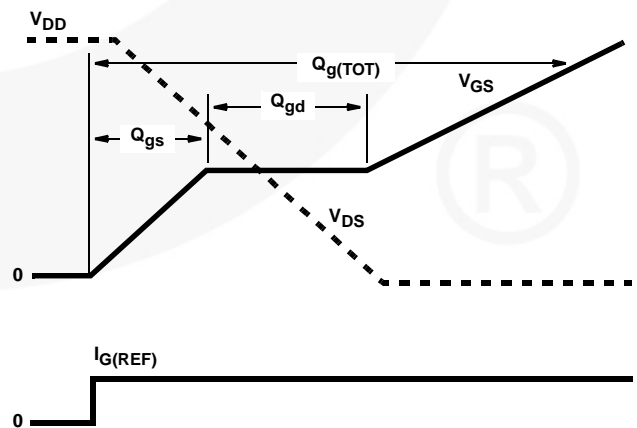 VDD
Qg(TOT)
VGS
Qgd
Qgs
VDS
0
IG(REF)
0
®